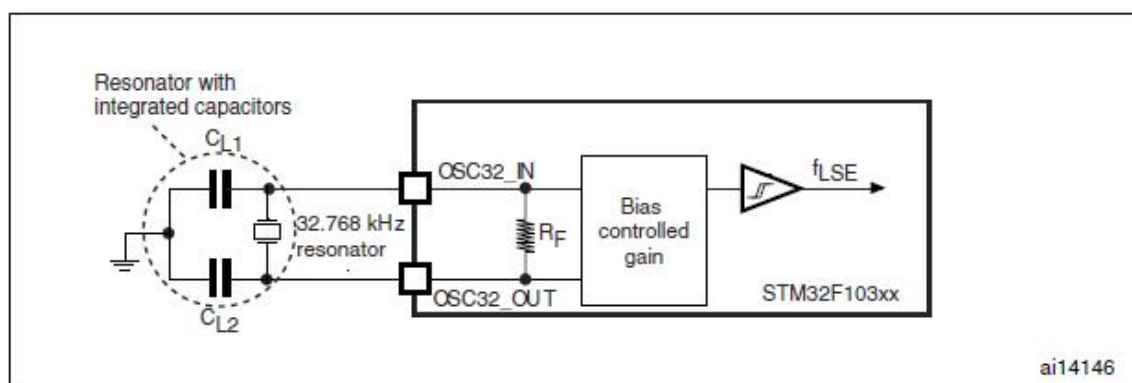 Resonator with
integrated capacitors
CL1
OSC32_IN
fLSE
32.768 kHz
resonator
RF
Bias
controlled
gain
OSC32_OUT
STM32F103xx
CL2
ai14146